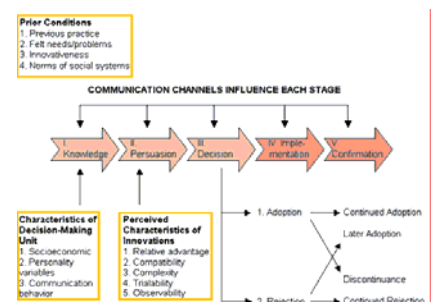 Prior Conditions
1. Previous practice
2. Felt needs/problems
3. Innovativeness
4. Norms of social systems
COMMUNICATION CHANNELS INFLUENCE EACH STAGE
I.
Knowledge
II.
Persuasion
III.
Decision
IV. Imple-
mentation
V.
Confirmation
Characteristics of
Decision-Making
Unit
1. Socioeconomic
2. Personality
variables
3. Communication
behavior
Perceived
Characteristics of
Innovations
1. Relative advantage
2. Compatibility
3. Complexity
4. Trialability
5. Observability
1. Adoption
Continued Adoption
Later Adoption
Discontinuance
2. Rejection
Continued Rejection